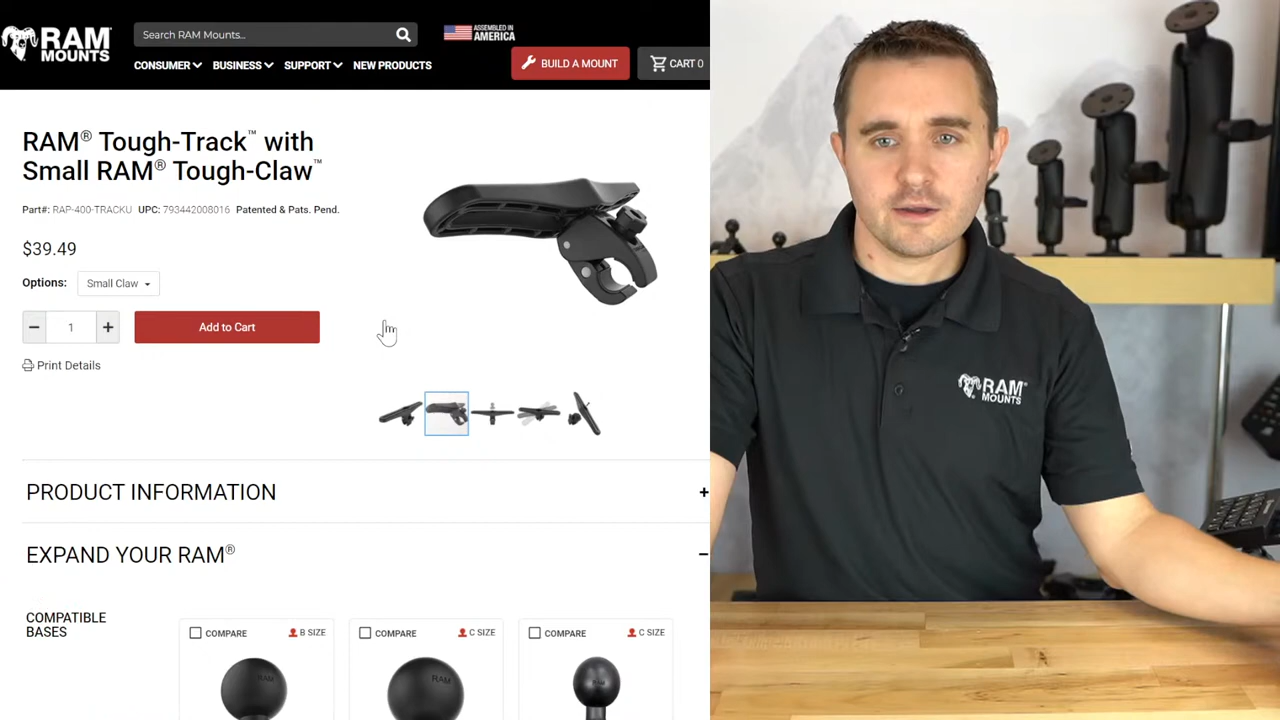 RAM
MOUNTS
Search RAM Mounts...
ASSEMBLED IN
AMERICA
CONSUMER BUSINESS SUPPORT NEW PRODUCTS
BUILD A MOUNT
CART 0
RAM® Tough-Track™ with
Small RAM® Tough-Claw™
Part#: RAP-400-TRACKU UPC: 793442008016 Patented & Pats. Pend.
$39.49
Options: Small Claw
1
Add to Cart
Print Details
PRODUCT INFORMATION
EXPAND YOUR RAM®
COMPATIBLE
BASES
COMPARE B SIZE
COMPARE C SIZE
COMPARE C SIZE
RAM
RAM
RAM
RAM®
MOUNTS